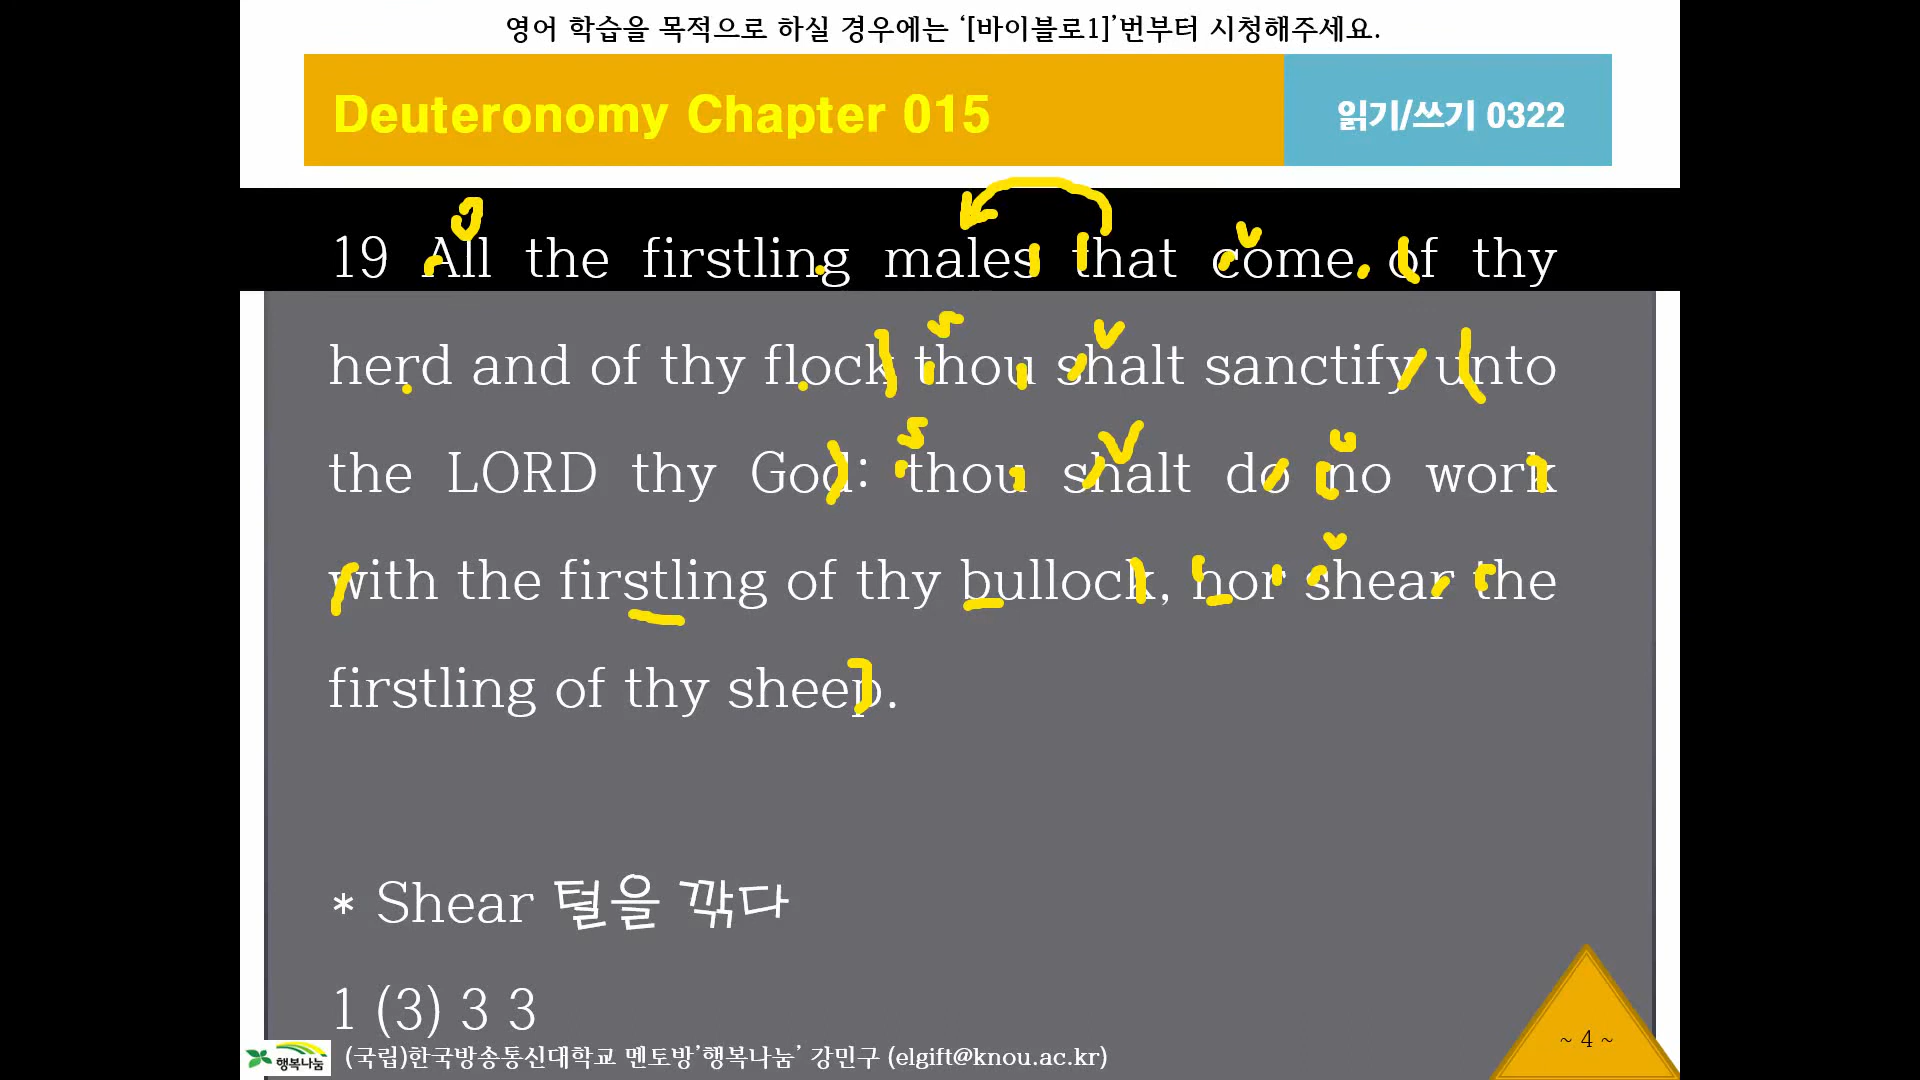 영어 학습을 목적으로 하실 경우에는 ‘[바이블로1]’번부터 시청해주세요.
Deuteronomy Chapter 015
읽기/쓰기 0322
19 All the firstling males that come of thy
herd and of thy flock thou shalt sanctify unto
the LORD thy God: thou shalt do no work
with the firstling of thy bullock, nor shear the
firstling of thy sheep.
* Shear 털을 깎다
1 (3) 3 3
~ 4 ~
행복나눔 (국립)한국방송통신대학교 멘토방’행복나눔’ 강민구 (elgift@knou.ac.kr)